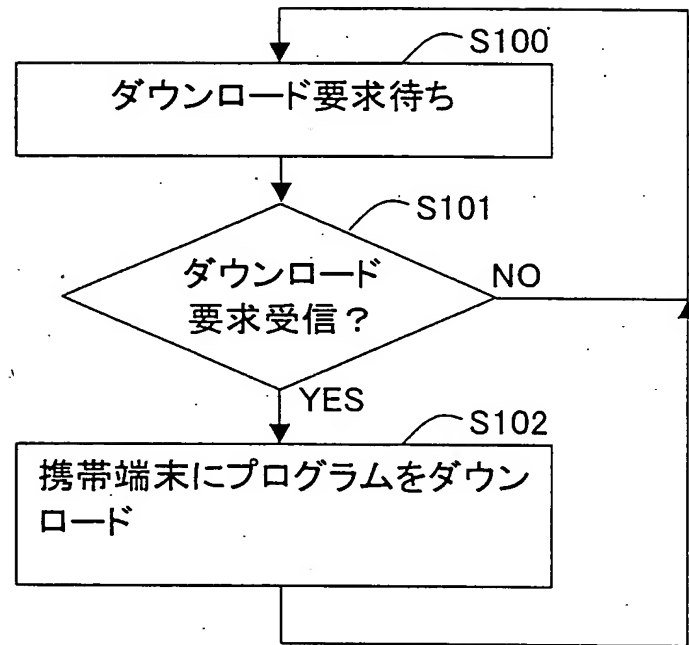 S100
ダウンロード要求待ち
S101
ダウンロード
要求受信？
NO
YES
S102
携帯端末にプログラムをダウン
ロード